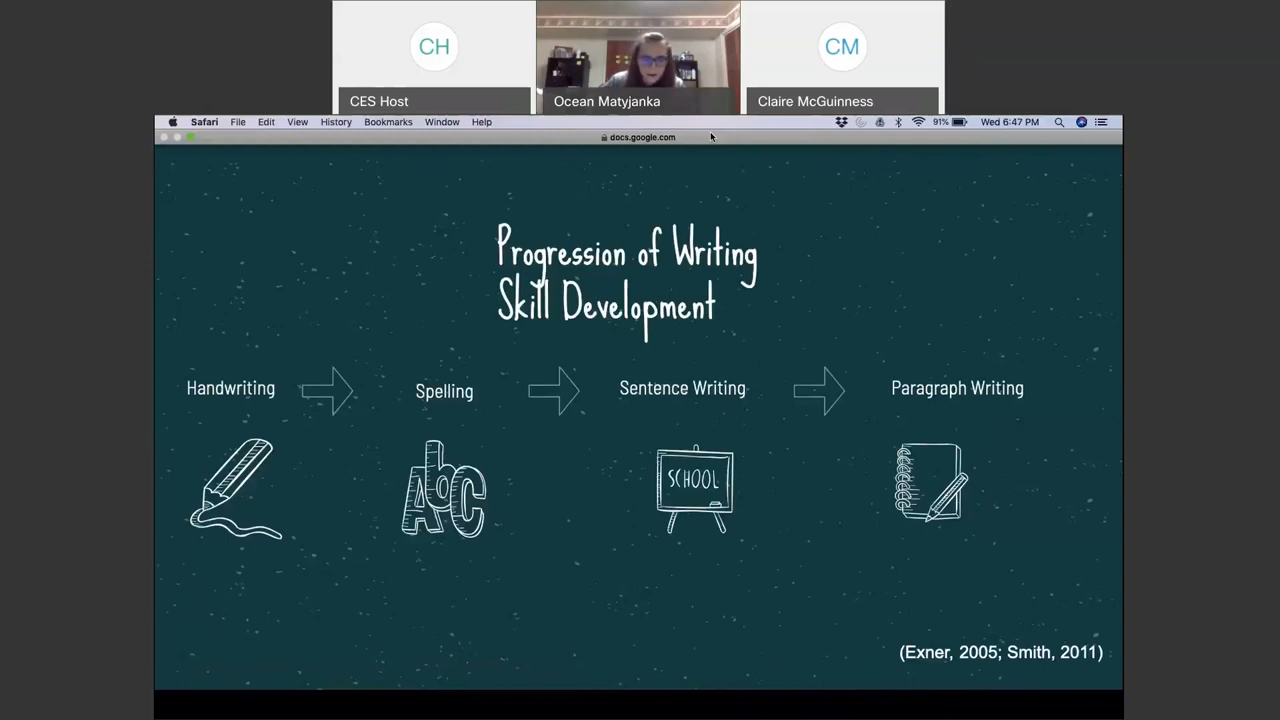 CH
CM
CES Host
Ocean Matyjanka
Claire McGuinness
Safari File Edit View History Bookmarks Window Help 91% Wed 6:47 PM
docs.google.com
Progression of Writing
Skill Development
Handwriting
Spelling
Sentence Writing
Paragraph Writing
AbC
SCHOOL
(Exner, 2005; Smith, 2011)